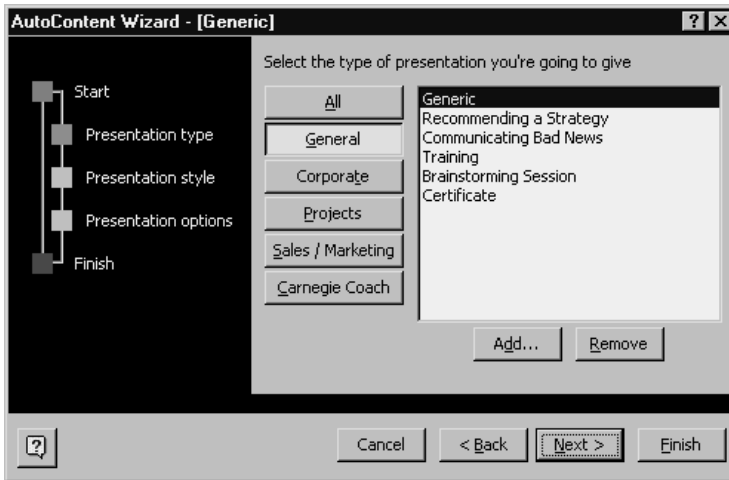 AutoContent Wizard - [Generic]
Select the type of presentation you're going to give
Start
Presentation type
Presentation style
Presentation options
Finish
All
General
Corporate
Projects
Sales / Marketing
Carnegie Coach
Generic
Recommending a Strategy
Communicating Bad News
Training
Brainstorming Session
Certificate
Add...
Remove
Cancel
< Back
Next >
Finish